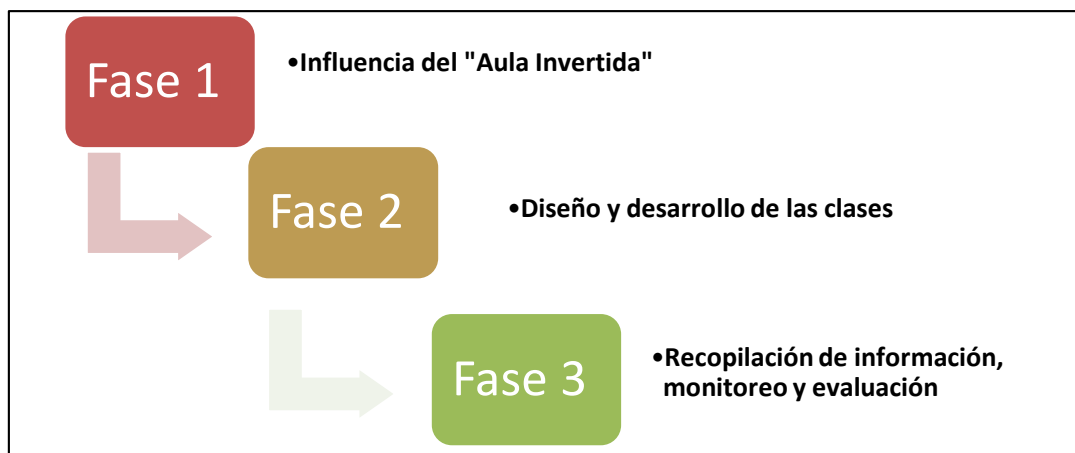 Fase 1
•Influencia del "Aula Invertida"
Fase 2
•Diseño y desarrollo de las clases
Fase 3
•Recopilación de información,
monitoreo y evaluación